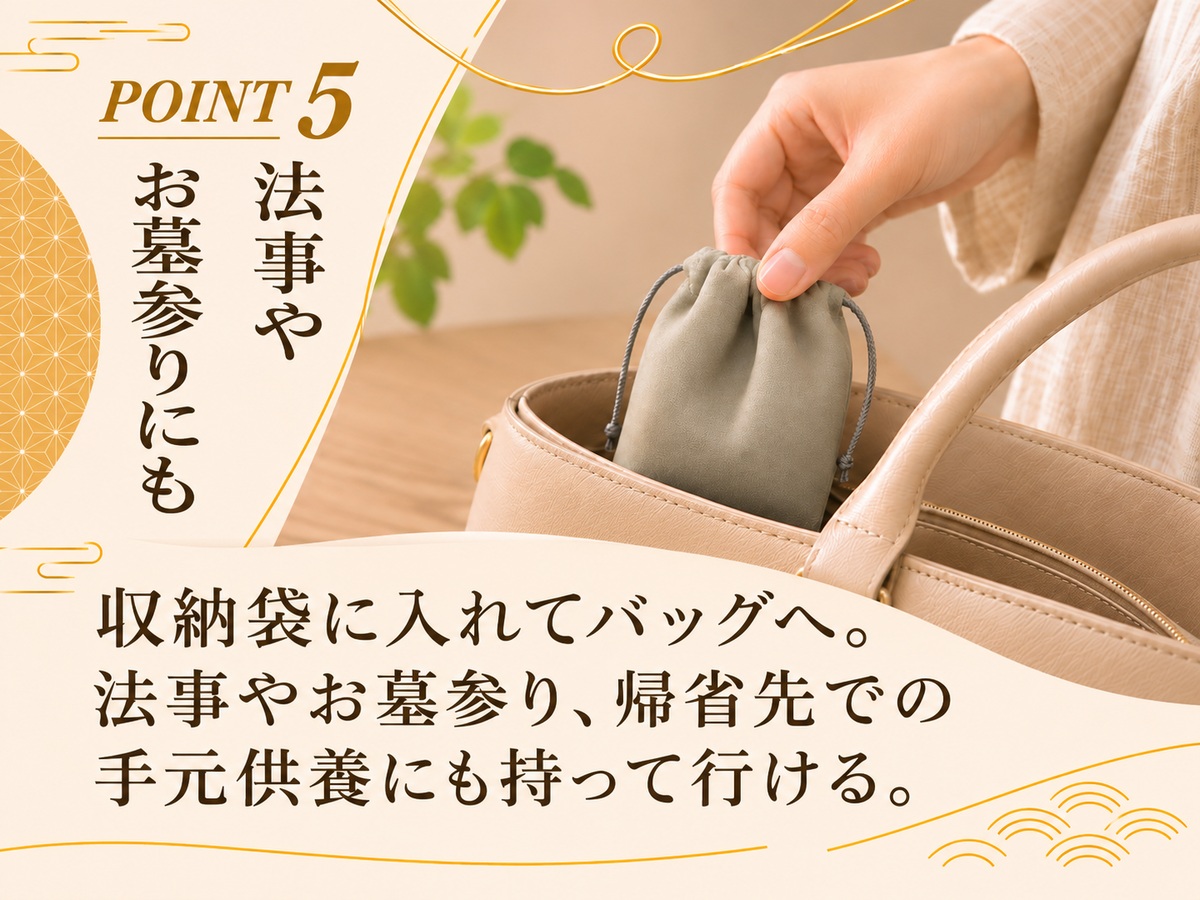 POINT 5
法事や
お墓参りにも
収納袋に入れてバッグへ。
法事やお墓参り、帰省先での
手元供養にも持って行ける。